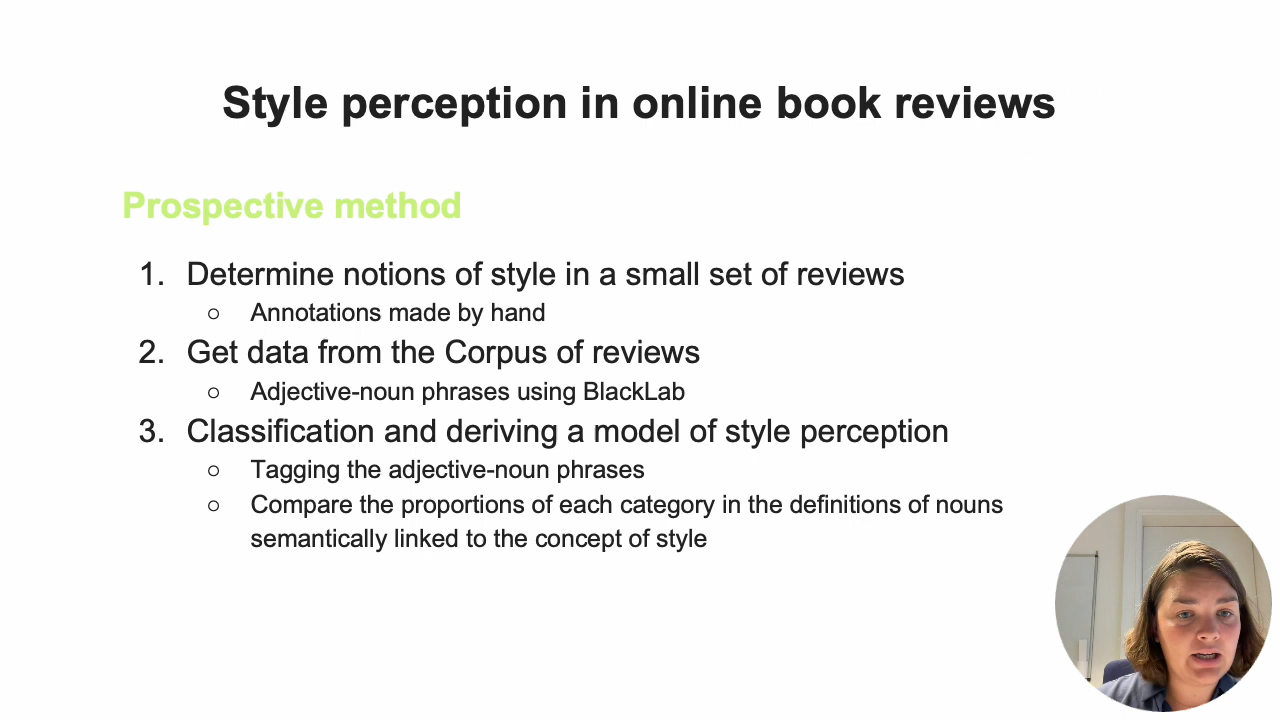 Style perception in online book reviews
Prospective method
1. Determine notions of style in a small set of reviews
○ Annotations made by hand
2. Get data from the Corpus of reviews
○ Adjective-noun phrases using BlackLab
3. Classification and deriving a model of style perception
○ Tagging the adjective-noun phrases
○ Compare the proportions of each category in the definitions of nouns
semantically linked to the concept of style